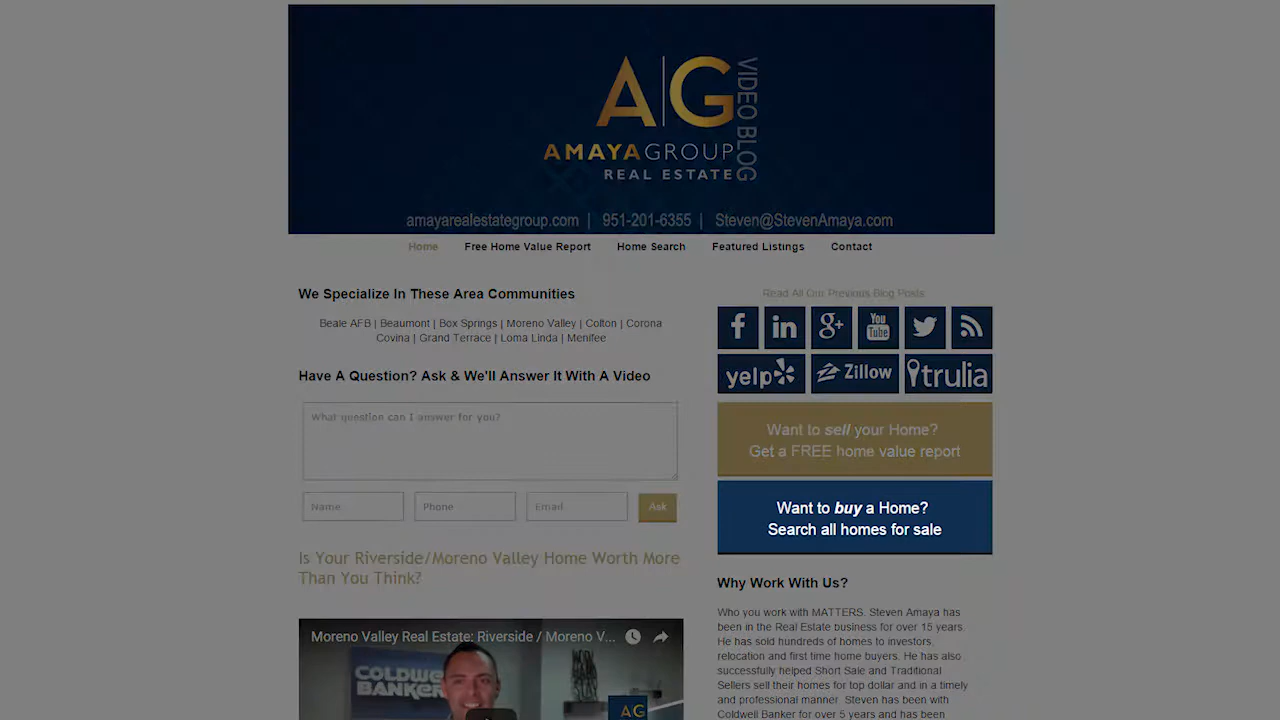 A|G
VIDEO BLOG
AMAYAGROUP
REAL ESTATE
amayarealestategroup.com | 951-201-6355 | Steven@StevenAmaya.com
Home Free Home Value Report Home Search Featured Listings Contact
We Specialize In These Area Communities
Beale AFB | Beaumont | Box Springs | Moreno Valley | Colton | Corona
Covina | Grand Terrace | Loma Linda | Menifee
Have A Question? Ask & We'll Answer It With A Video
What question can I answer for you?
Name Phone Email Ask
Is Your Riverside/Moreno Valley Home Worth More
Than You Think?
Moreno Valley Real Estate: Riverside / Moreno V...
COLDWELL
BANKER
AG
Read All Our Previous Blog Posts
f in g+ You Tube
yelp Zillow trulia
Want to sell your Home?
Get a FREE home value report
Want to buy a Home?
Search all homes for sale
Why Work With Us?
Who you work with MATTERS. Steven Amaya has
been in the Real Estate business for over 15 years.
He has sold hundreds of homes to investors,
relocation and first time home buyers. He has also
successfully helped Short Sale and Traditional
Sellers sell their homes for top dollar and in a timely
and professional manner. Steven has been with
Coldwell Banker for over 5 years and has been